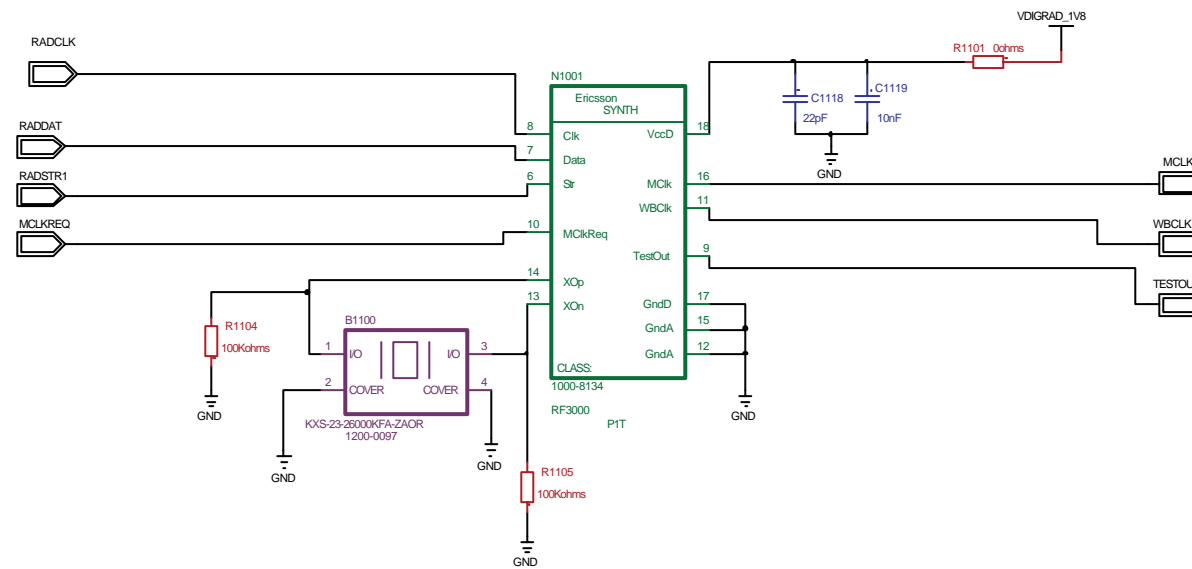 VDIGRAD_1V8
RADCLK
R1101 0ohms
N1001
Ericsson
SYNTH
C1118
C1119
22pF
10nF
GND
RADDAT
8
Clk
VccD
18
7
Data
RADSTR1
6
Str
MClk
16
MCLK
MCLKREQ
10
MClkReq
WBClk
11
WBCLK
TestOut
9
14
XOp
TESTOU
13
XOn
GndD
17
GndA
15
GndA
12
R1104
100Kohms
B1100
1
I/O
I/O
3
2
COVER
COVER
4
CLASS:
1000-8134
RF3000
P1T
GND
GND
KXS-23-26000KFA-ZAOR
1200-0097
GND
GND
R1105
100Kohms
GND